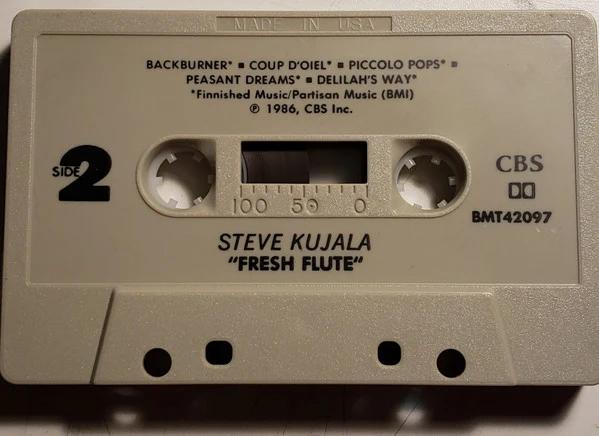 MADE IN USA
BACKBURNER* ▪ COUP D'OIEL* ▪ PICCOLO POPS* ▪
PEASANT DREAMS* ▪ DELILAH'S WAY*
*Finnished Music/Partisan Music (BMI)
℗ 1986, CBS Inc.
SIDE 2
CBS
BMT42097
100 50 0
STEVE KUJALA
"FRESH FLUTE"